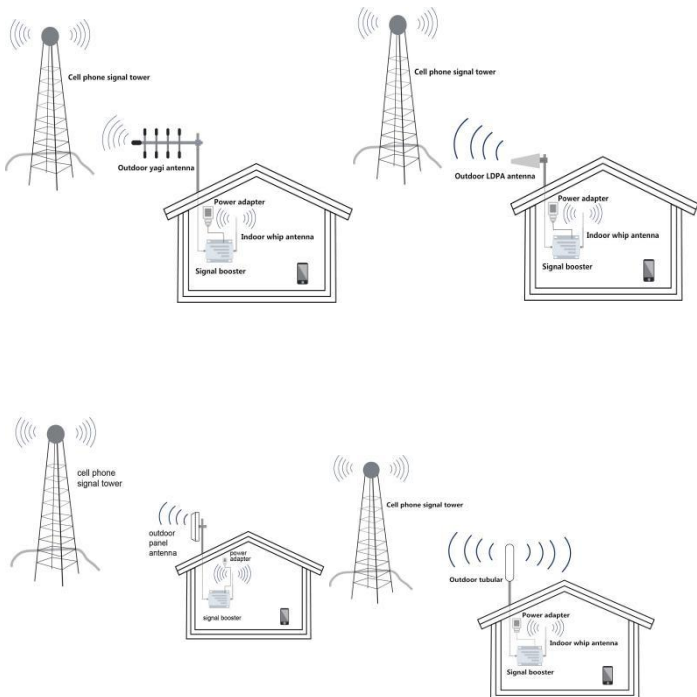 Cell phone signal tower
Outdoor yagi antenna
Power adapter
Indoor whip antenna
Signal booster
Cell phone signal tower
Outdoor LDPA antenna
Power adapter
Indoor whip antenna
Signal booster
cell phone
signal tower
outdoor
panel
antenna
power
adapter
signal booster
Cell phone signal tower
Outdoor tubular
Power adapter
Indoor whip antenna
Signal booster